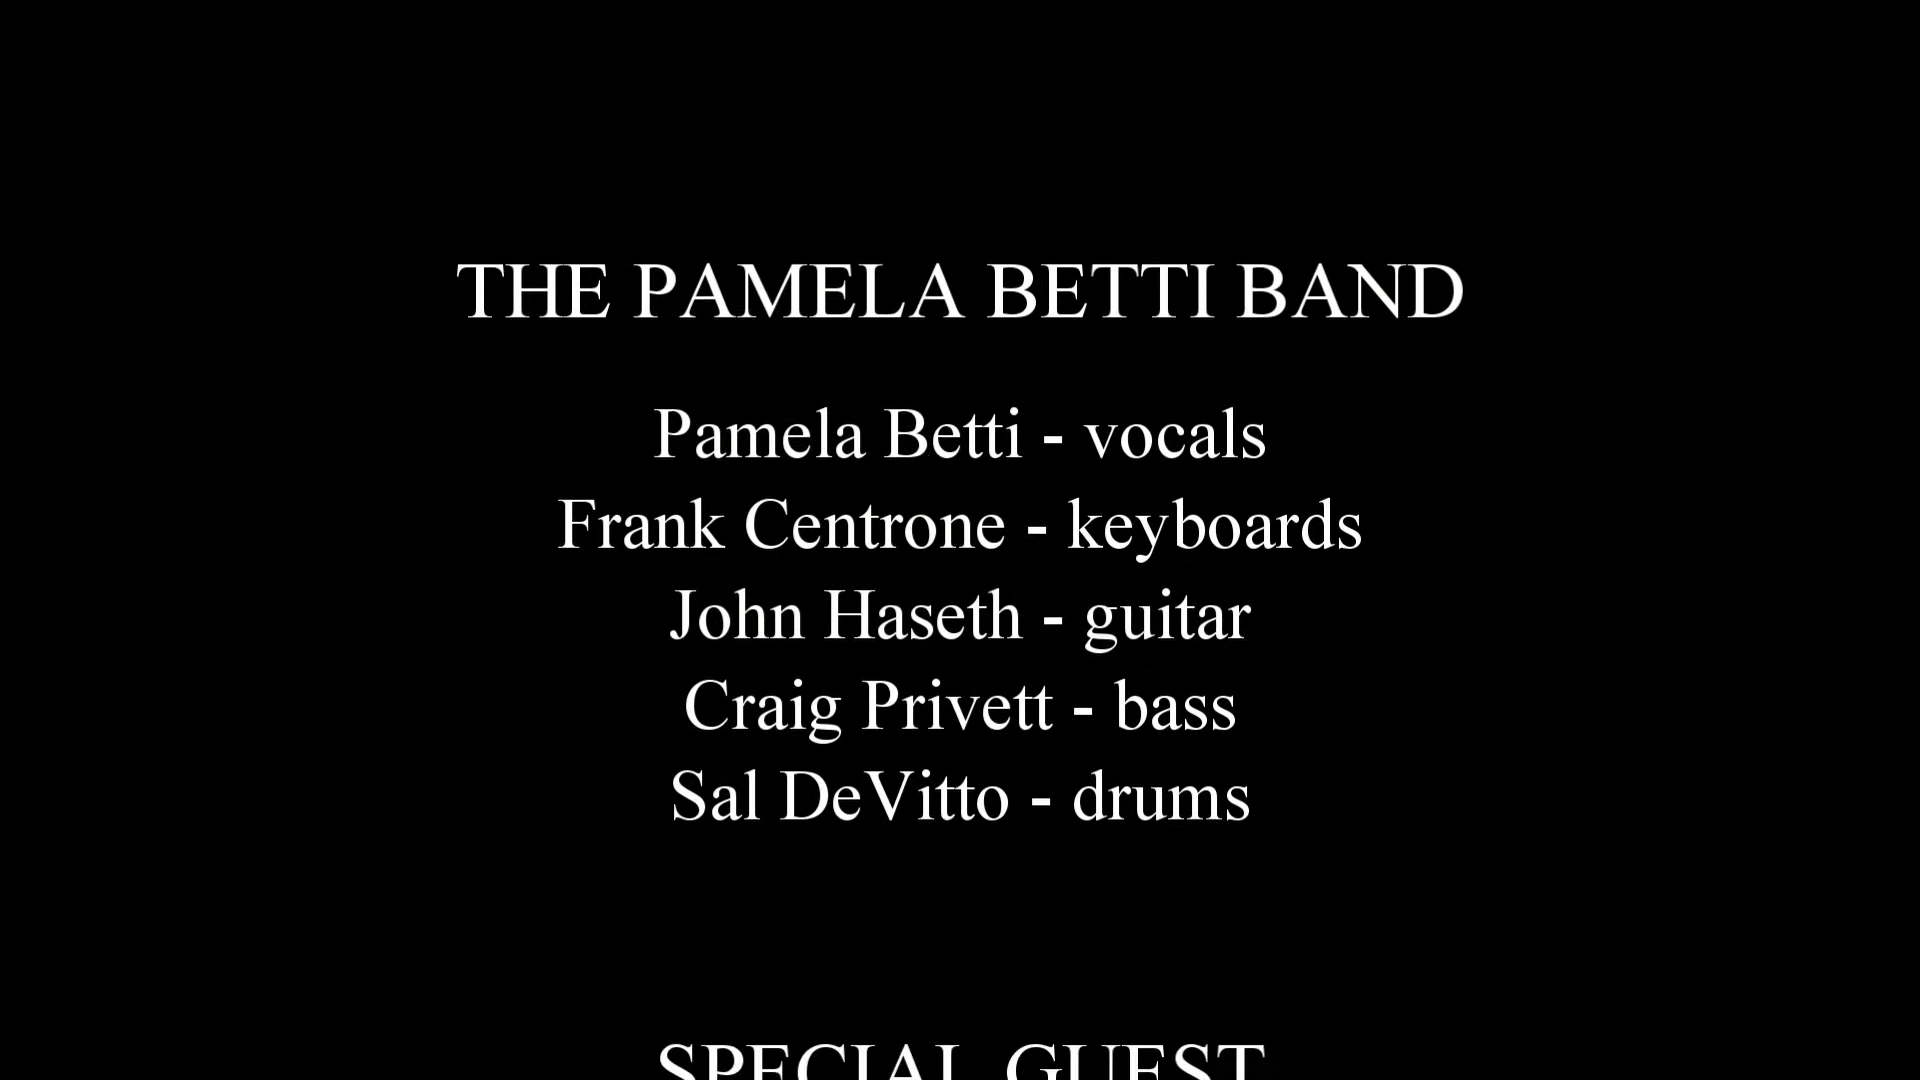 THE PAMELA BETTI BAND
Pamela Betti - vocals
Frank Centrone - keyboards
John Haseth - guitar
Craig Privett - bass
Sal DeVitto - drums
SPECIAL GUEST